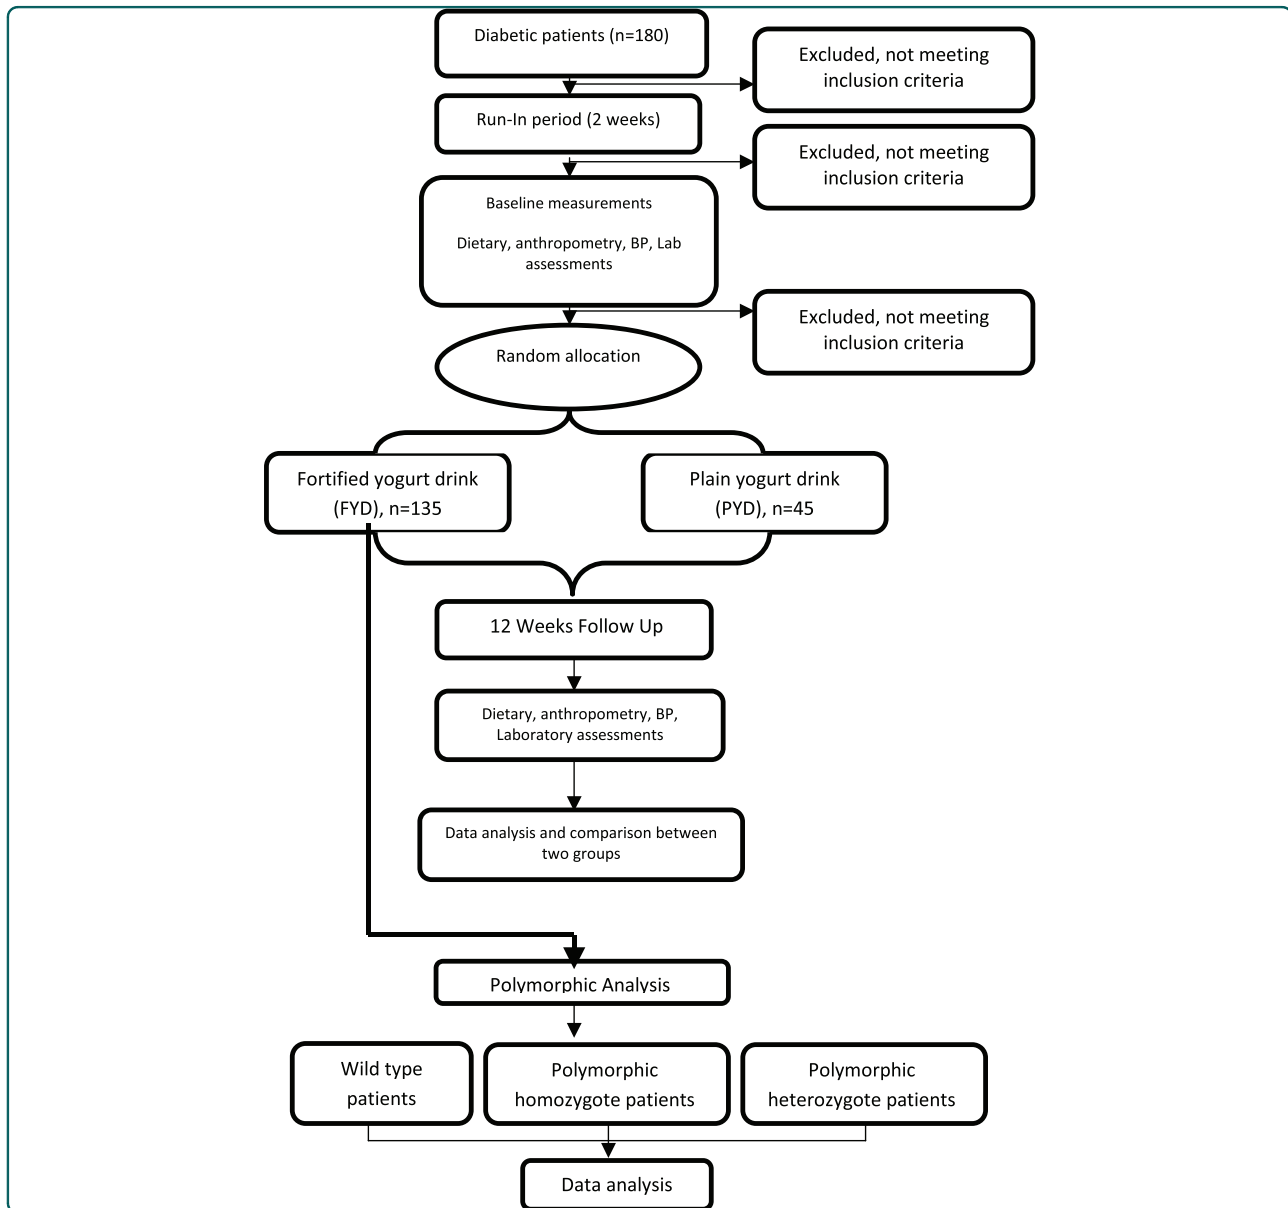 Diabetic patients (n=180)
Excluded, not meeting
inclusion criteria
Run-In period (2 weeks)
Excluded, not meeting
inclusion criteria
Baseline measurements
Dietary, anthropometry, BP, Lab
assessments
Excluded, not meeting
inclusion criteria
Random allocation
Fortified yogurt drink
(FYD), n=135
Plain yogurt drink
(PYD), n=45
12 Weeks Follow Up
Dietary, anthropometry, BP,
Laboratory assessments
Data analysis and comparison between
two groups
Polymorphic Analysis
Wild type
patients
Polymorphic
homozygote patients
Polymorphic
heterozygote patients
Data analysis